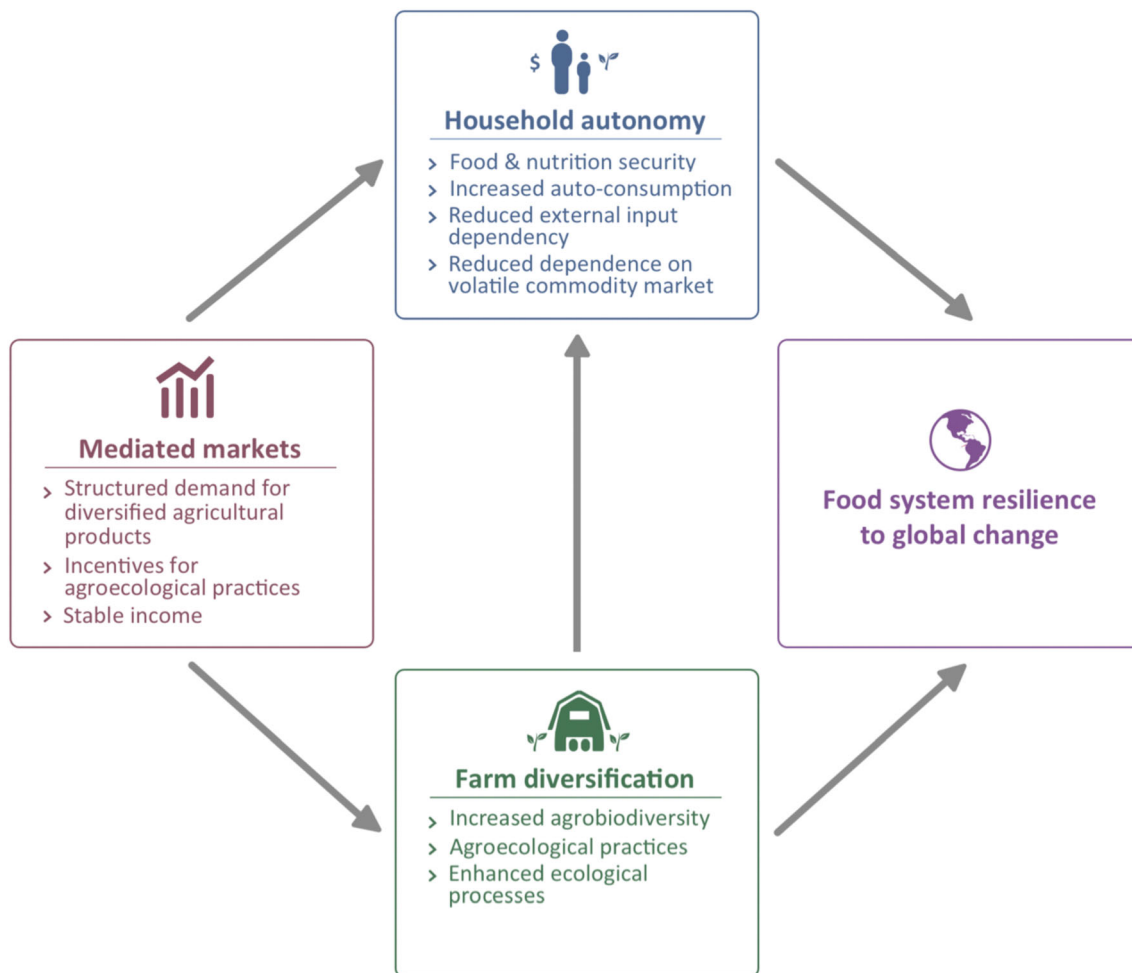 $
Household autonomy
> Food & nutrition security
> Increased auto-consumption
> Reduced external input
dependency
> Reduced dependence on
volatile commodity market
Mediated markets
> Structured demand for
diversified agricultural
products
> Incentives for
agroecological practices
> Stable income
Food system resilience
to global change
Farm diversification
> Increased agrobiodiversity
> Agroecological practices
> Enhanced ecological
processes